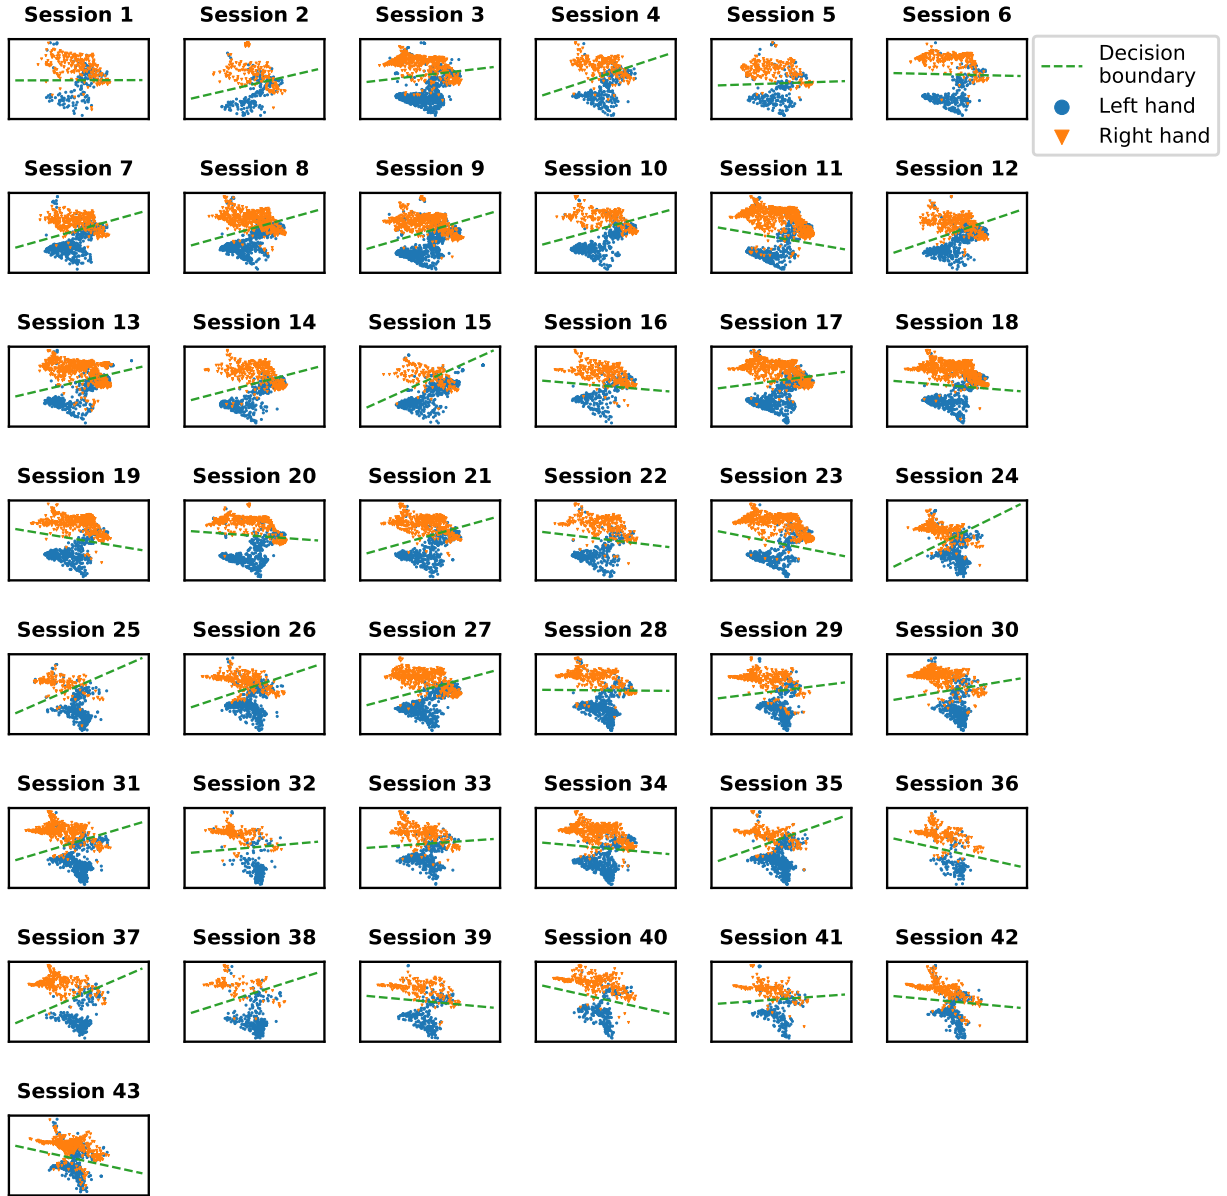 Session 1
Session 2
Session 3
Session 4
Session 5
Session 6
Decision
boundary
Left hand
Right hand
Session 7
Session 8
Session 9
Session 10
Session 11
Session 12
Session 13
Session 14
Session 15
Session 16
Session 17
Session 18
Session 19
Session 20
Session 21
Session 22
Session 23
Session 24
Session 25
Session 26
Session 27
Session 28
Session 29
Session 30
Session 31
Session 32
Session 33
Session 34
Session 35
Session 36
Session 37
Session 38
Session 39
Session 40
Session 41
Session 42
Session 43